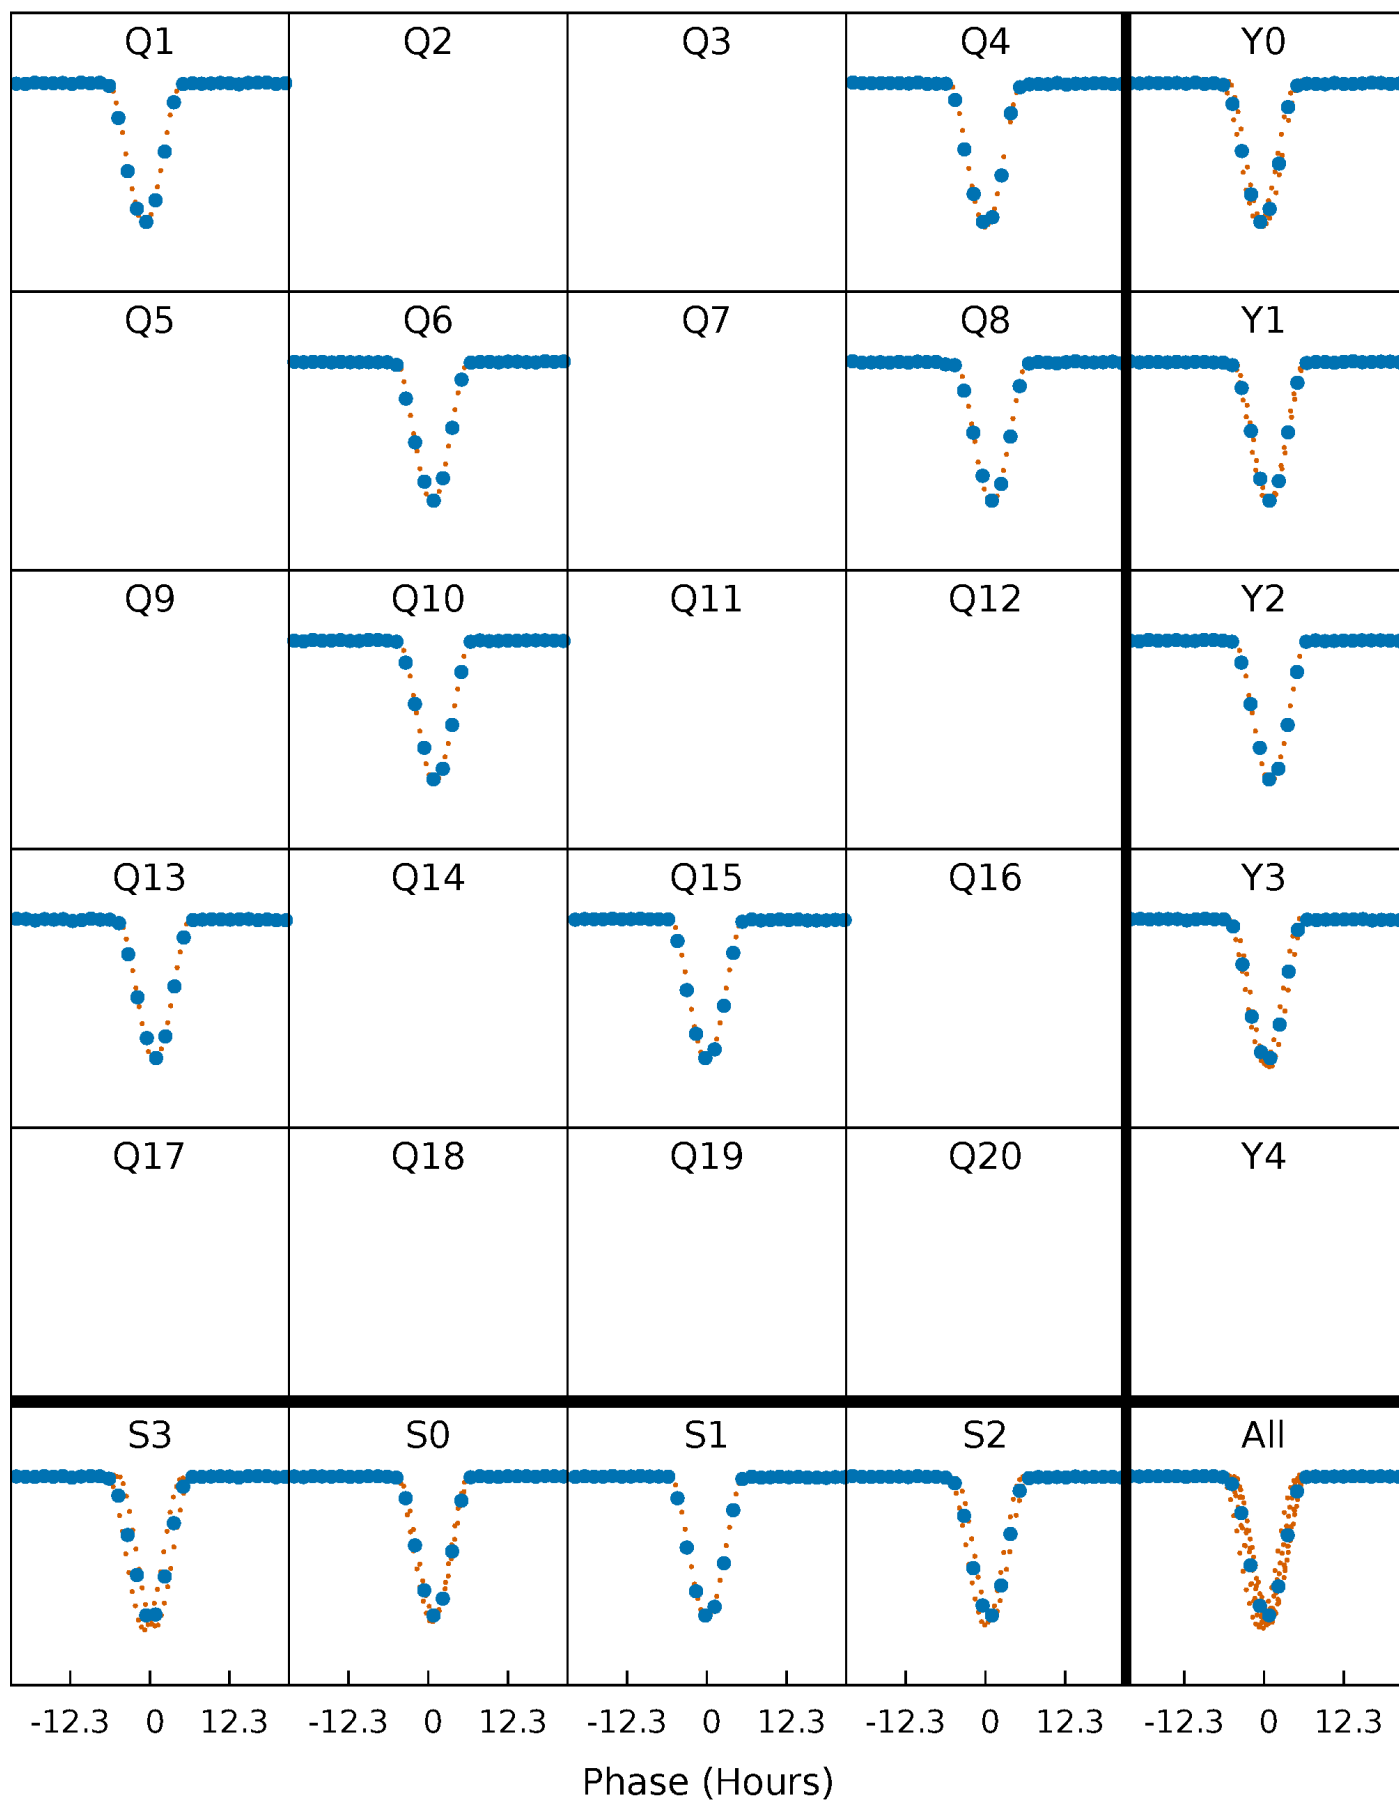 Q1 Q2 Q3 Q4 Y0
Q5 Q6 Q7 Q8 Y1
Q9 Q10 Q11 Q12 Y2
Q13 Q14 Q15 Q16 Y3
Q17 Q18 Q19 Q20 Y4
S3 S0 S1 S2 All
-12.3 0 12.3 -12.3 0 12.3 -12.3 0 12.3 -12.3 0 12.3 -12.3 0 12.3
Phase (Hours)